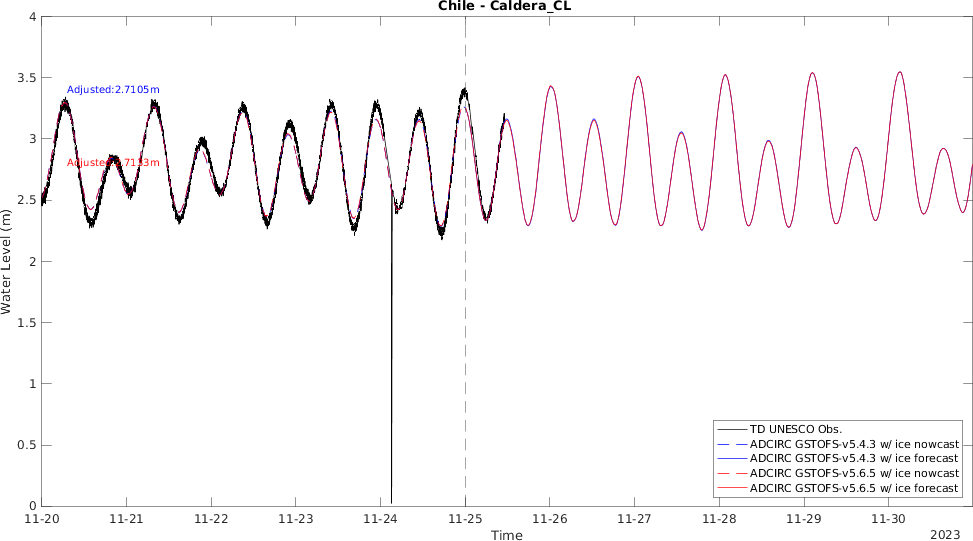 Chile - Caldera_CL
4
3.5
3
2.5
2
1.5
1
0.5
0
Water Level (m)
Adjusted:2.7105m
11-20
11-21
11-22
11-23
11-24
11-25
11-26
11-27
11-28
11-29
11-30
Time
2023
TD UNESCO Obs.
ADCIRC GSTOFS-v5.4.3 w/ ice nowcast
ADCIRC GSTOFS-v5.4.3 w/ ice forecast
ADCIRC GSTOFS-v5.6.5 w/ ice nowcast
ADCIRC GSTOFS-v5.6.5 w/ ice forecast